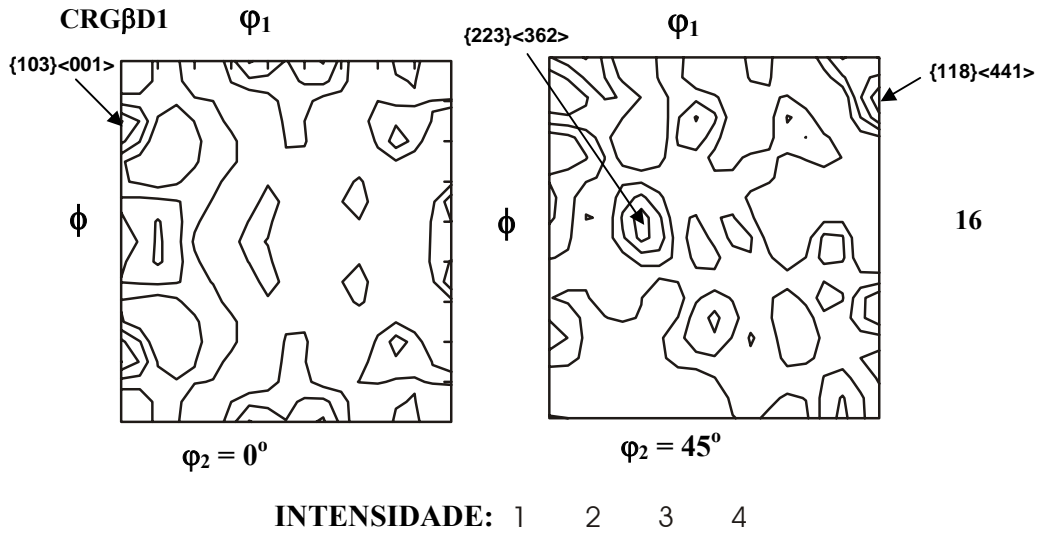 CRGβD1 φ1 φ1
{103}<001> {223}<362> {118}<441>
ϕ ϕ 16
φ2 = 0º φ2 = 45º
INTENSIDADE: 1 2 3 4